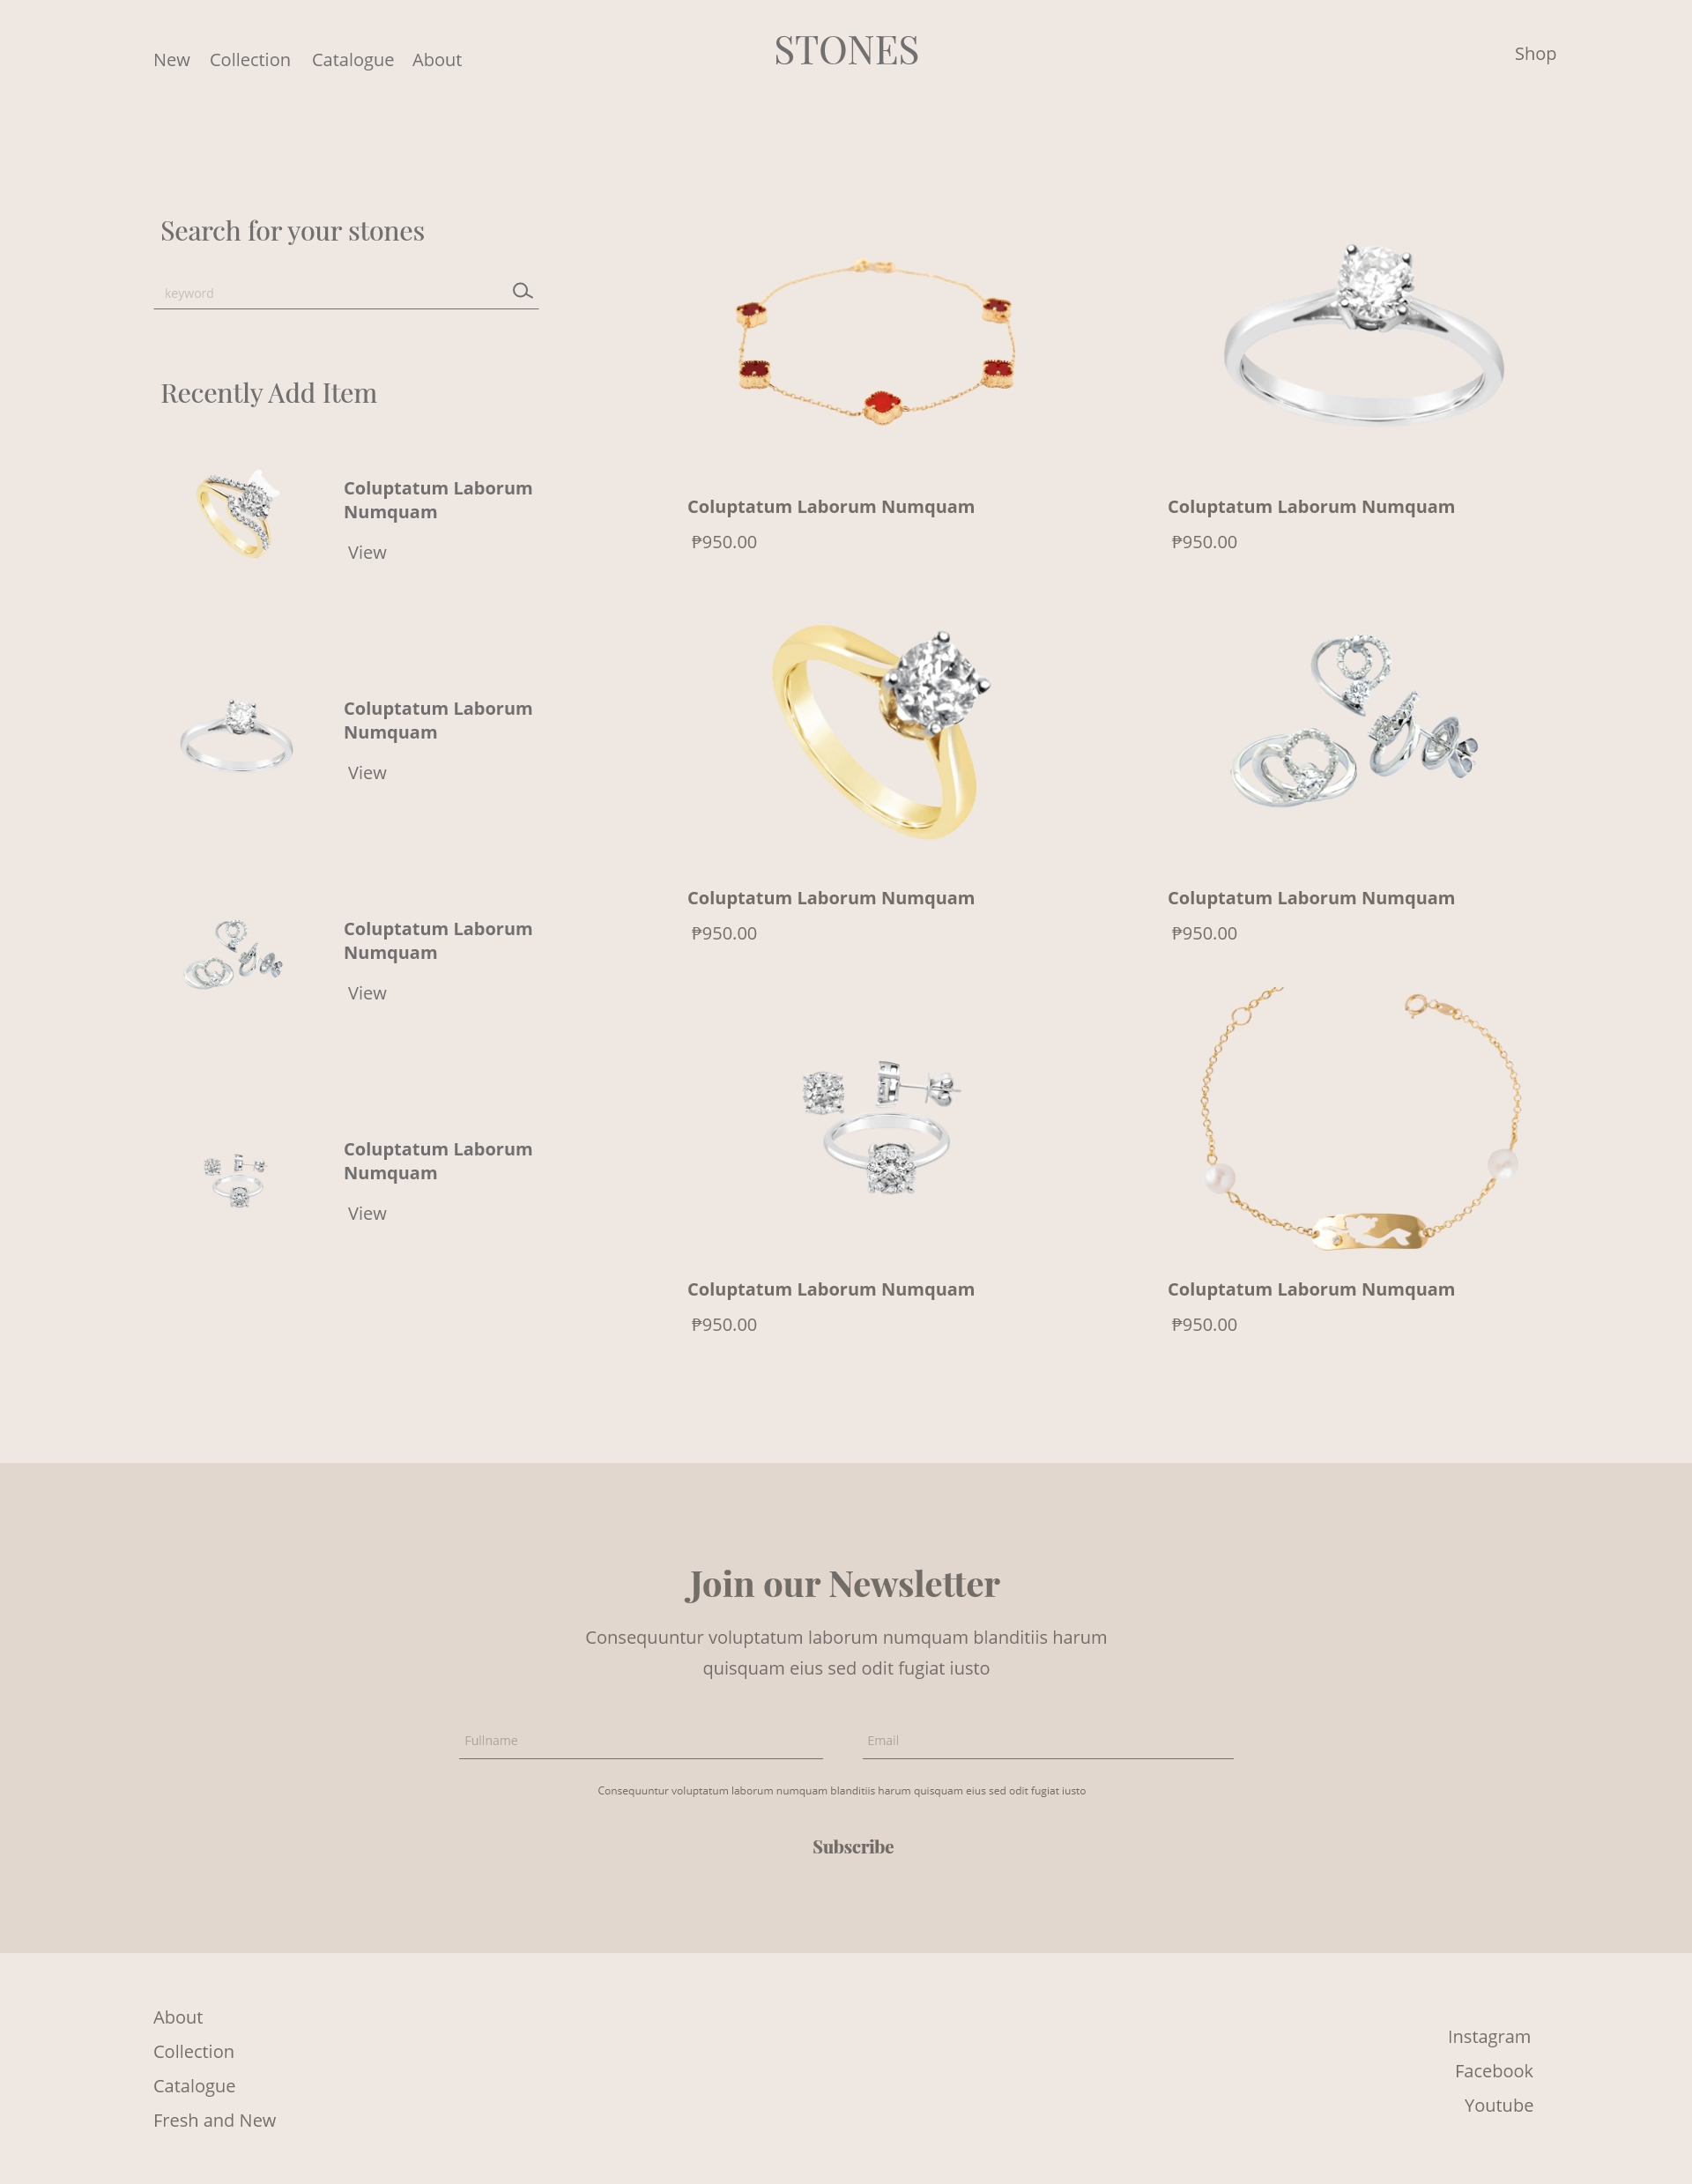 New Collection Catalogue About
STONES
Shop
Search for your stones
keyword
Recently Add Item
Coluptatum Laborum
Numquam
View
Coluptatum Laborum
Numquam
View
Coluptatum Laborum
Numquam
View
Coluptatum Laborum
Numquam
View
Coluptatum Laborum Numquam
₱950.00
Coluptatum Laborum Numquam
₱950.00
Coluptatum Laborum Numquam
₱950.00
Coluptatum Laborum Numquam
₱950.00
Coluptatum Laborum Numquam
₱950.00
Coluptatum Laborum Numquam
₱950.00
Join our Newsletter
Consequuntur voluptatum laborum numquam blanditiis harum
quisquam eius sed odit fugiat iusto
Fullname
Email
Consequuntur voluptatum laborum numquam blanditiis harum quisquam eius sed odit fugiat iusto
Subscribe
About
Collection
Catalogue
Fresh and New
Instagram
Facebook
Youtube